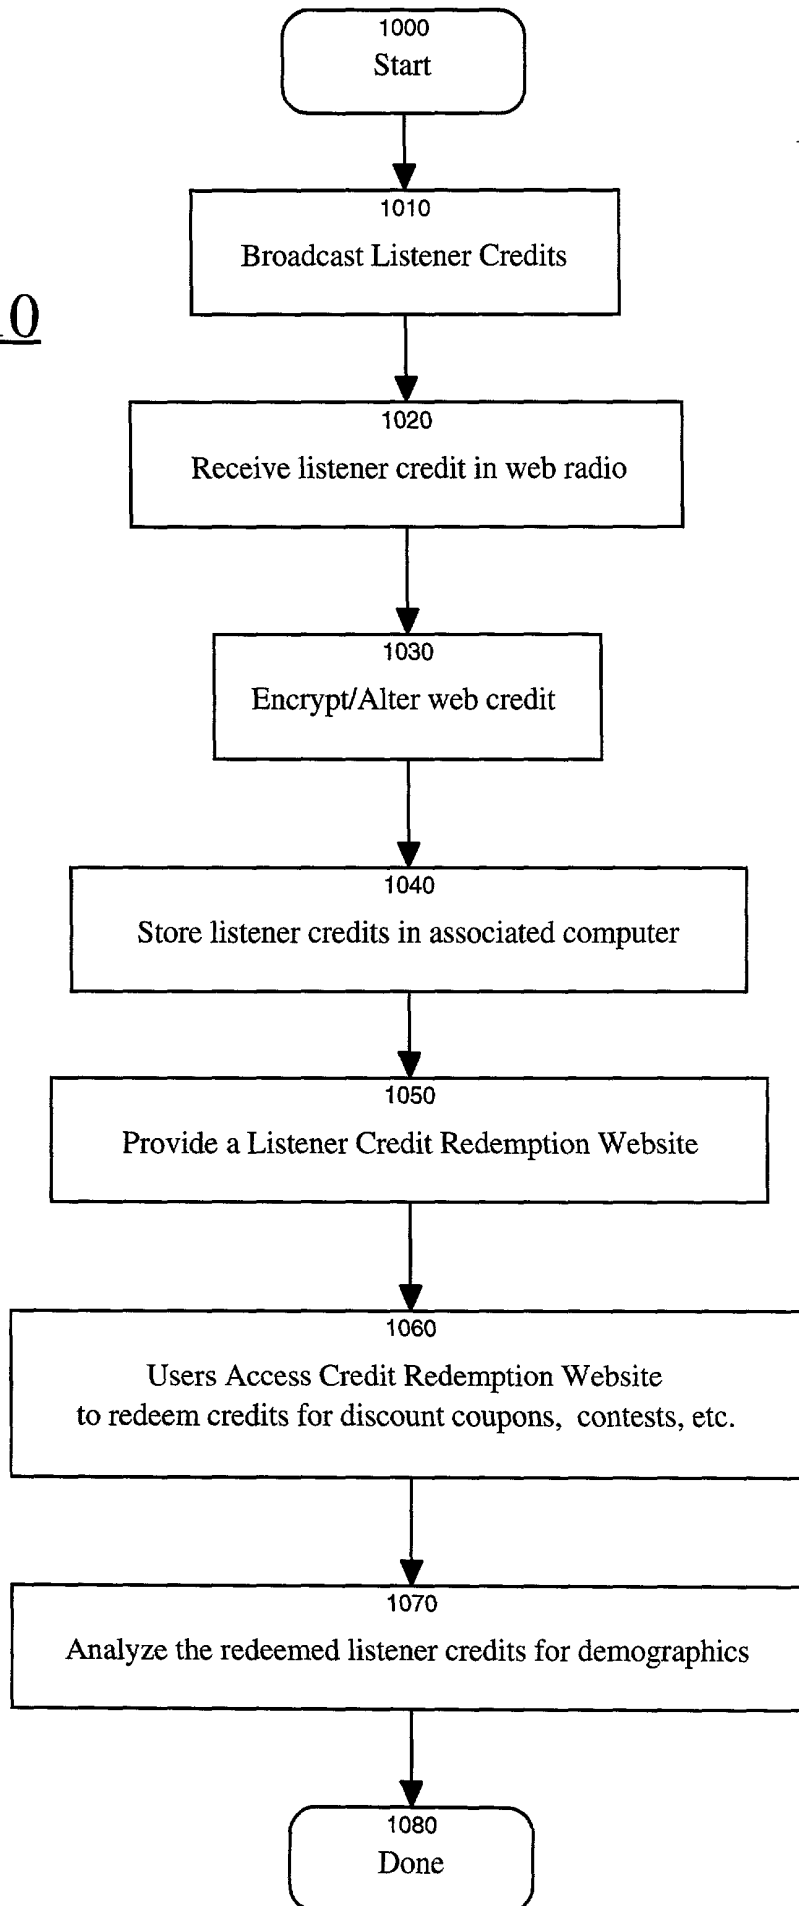 1000
Start
1010
Broadcast Listener Credits
.0
1020
Receive listener credit in web radio
1030
Encrypt/Alter web credit
1040
Store listener credits in associated computer
1050
Provide a Listener Credit Redemption Website
1060
Users Access Credit Redemption Website
to redeem credits for discount coupons, contests, etc.
1070
Analyze the redeemed listener credits for demographics
1080
Done